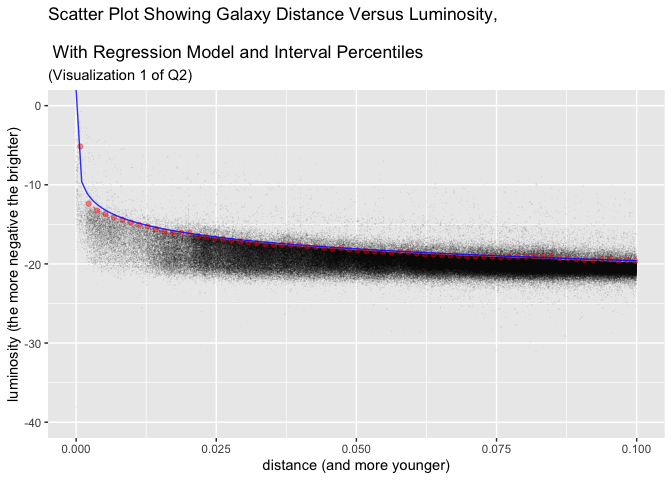 Scatter Plot Showing Galaxy Distance Versus Luminosity,
With Regression Model and Interval Percentiles
(Visualization 1 of Q2)
luminosity (the more negative the brighter)
0
-10
-20
-30
-40
0.000
0.025
0.050
0.075
0.100
distance (and more younger)